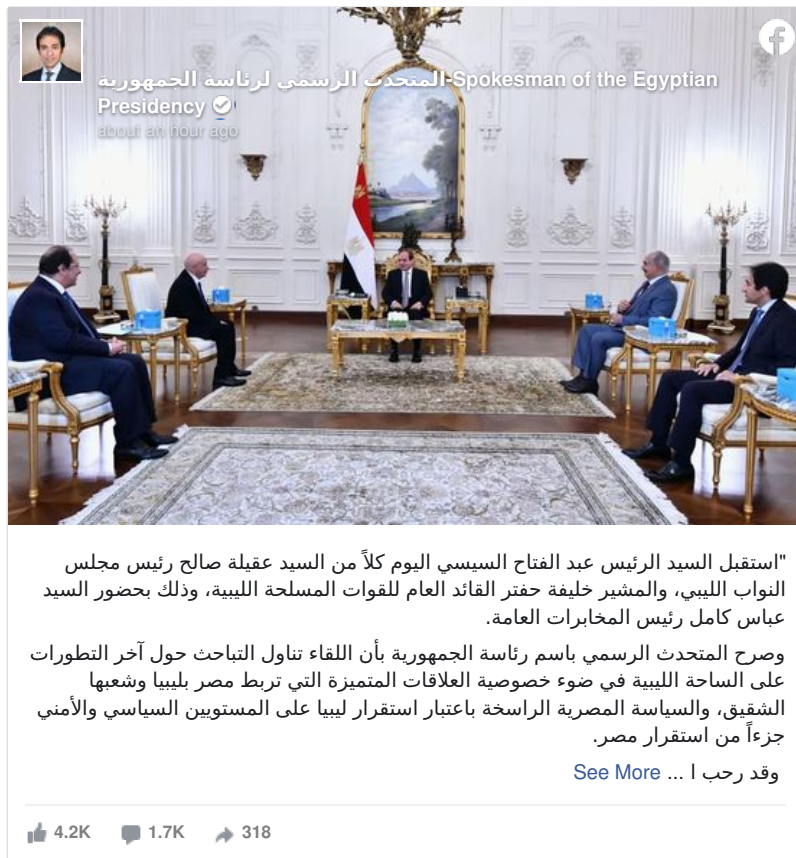 المتحدث الرسمي لرئاسة الجمهورية-Spokesman of the Egyptian
Presidency
about an hour ago
"استقبل السيد الرئيس عبد الفتاح السيسي اليوم كلاً من السيد عقيلة صالح رئيس مجلس
النواب الليبي، والمشير خليفة حفتر القائد العام للقوات المسلحة الليبية، وذلك بحضور السيد
عباس كامل رئيس المخابرات العامة.
وصرح المتحدث الرسمي باسم رئاسة الجمهورية بأن اللقاء تناول التباحث حول آخر التطورات
على الساحة الليبية في ضوء خصوصية العلاقات المتميزة التي تربط مصر بليبيا وشعبها
الشقيق، والسياسة المصرية الراسخة باعتبار استقرار ليبيا على المستويين السياسي والأمني
جزءاً من استقرار مصر.
وقد رحب ا ... See More
4.2K 1.7K 318